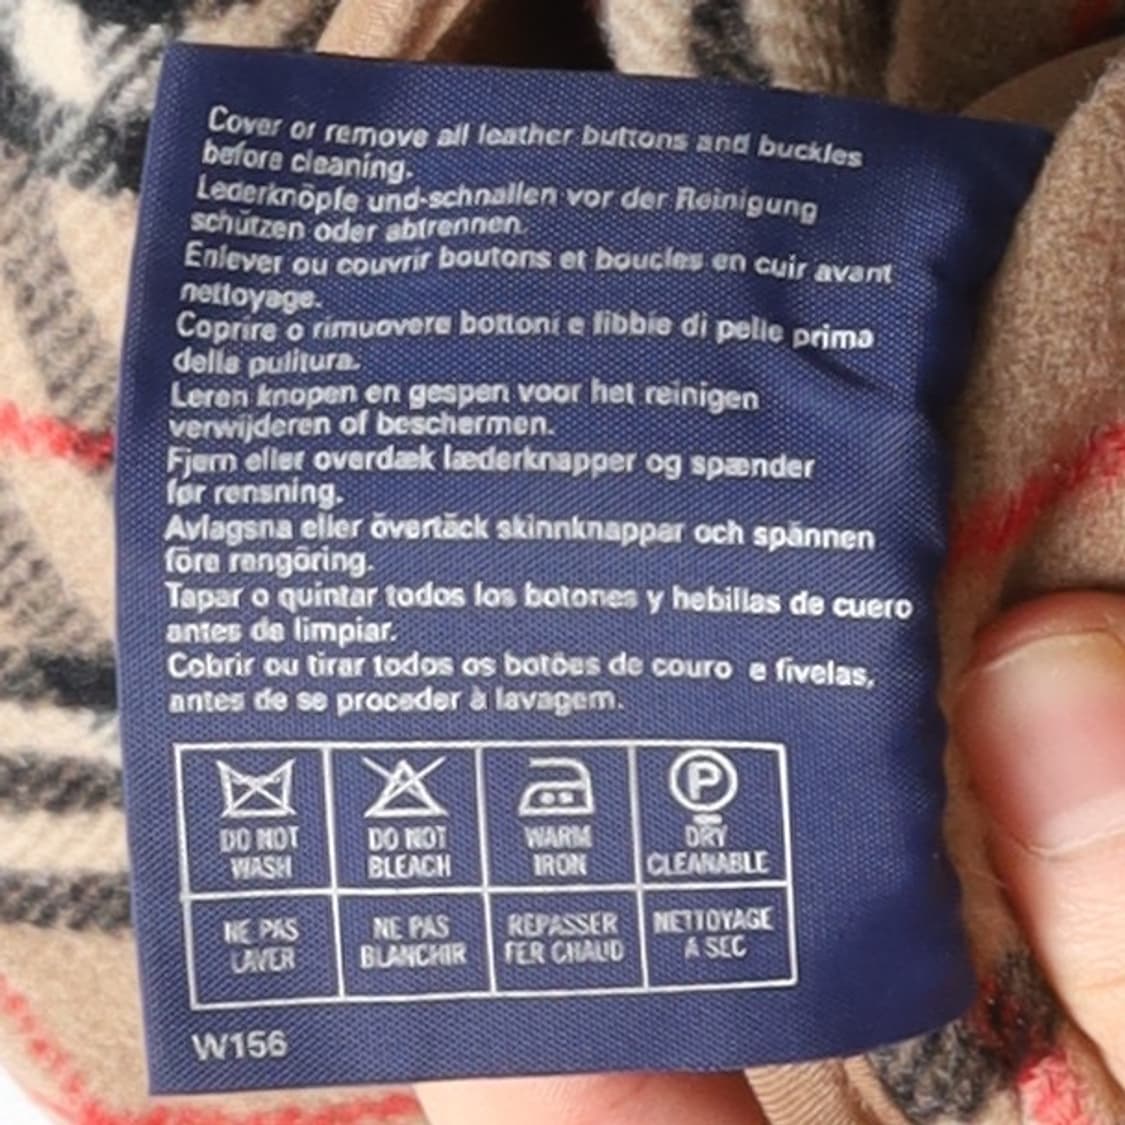 Cover or remove all leather buttons and buckles
before cleaning.
Lederknöpfe und-schnallen vor der Reinigung
schützen oder abtrennen.
Enlever ou couvrir boutons et boucles en cuir avant
nettoyage.
Coprire o rimuovere bottoni e fibbie di pelle prima
della pulitura.
Leren knopen en gespen voor het reinigen
verwijderen of beschermen.
Fjern eller overdæk læderknapper og spænder
før rensning.
Avlagsna eller övertäck skinnknappar och spännen
före rengöring.
Tapar o quintar todos los botones y hebillas de cuero
antes de limpiar.
Cobrir ou tirar todos os botões de couro e fivelas,
antes de se proceder à lavagem.
P
DO NOT WASH
DO NOT BLEACH
WARM IRON
DRY CLEANABLE
NE PAS LAVER
NE PAS BLANCHIR
REPASSER FER CHAUD
NETTOYAGE A SEC
W156